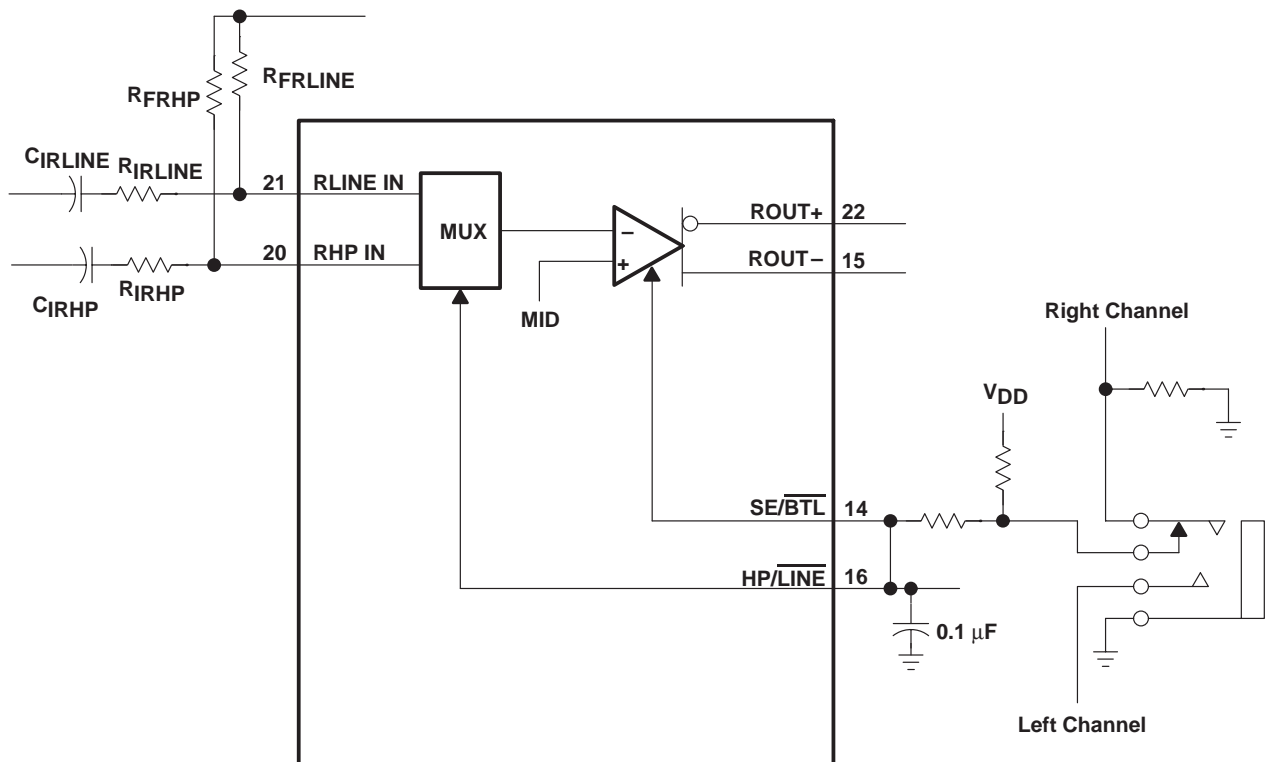 RFRHP
RFRLINE
CIRLINE
RIRLINE
21
RLINE IN
MUX
ROUT+
22
20
RHP IN
ROUT−
15
CIRHP
RIRHP
MID
Right Channel
VDD
SE/BTL
14
HP/LINE
16
0.1 μF
Left Channel
−
+